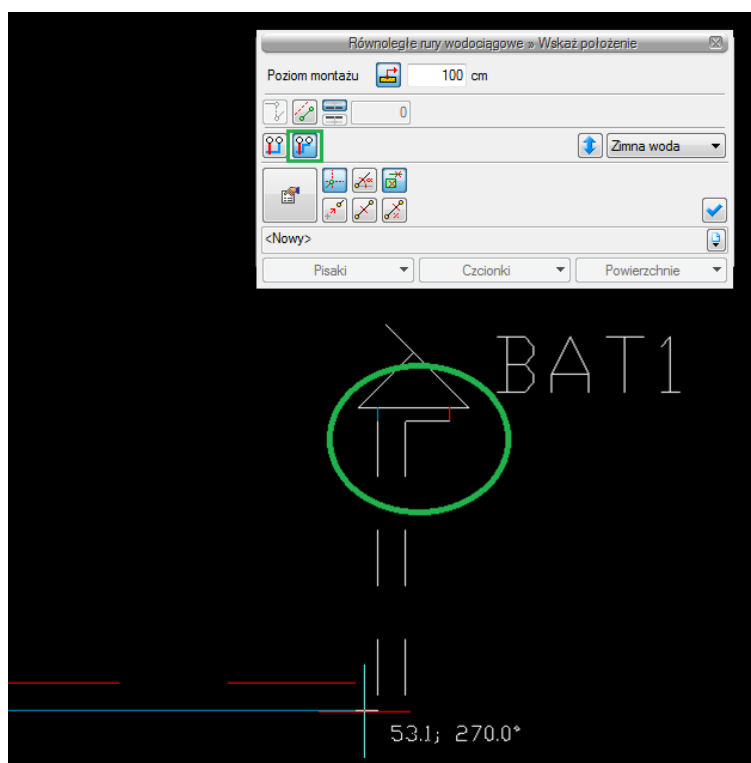 Równoległe rury wodociągowe » Wskaż położenie
Poziom montażu 100 cm
0
Zimna woda
<Nowy>
Pisaki Czcionki Powierzchnie
BAT1
53.1; 270.0°